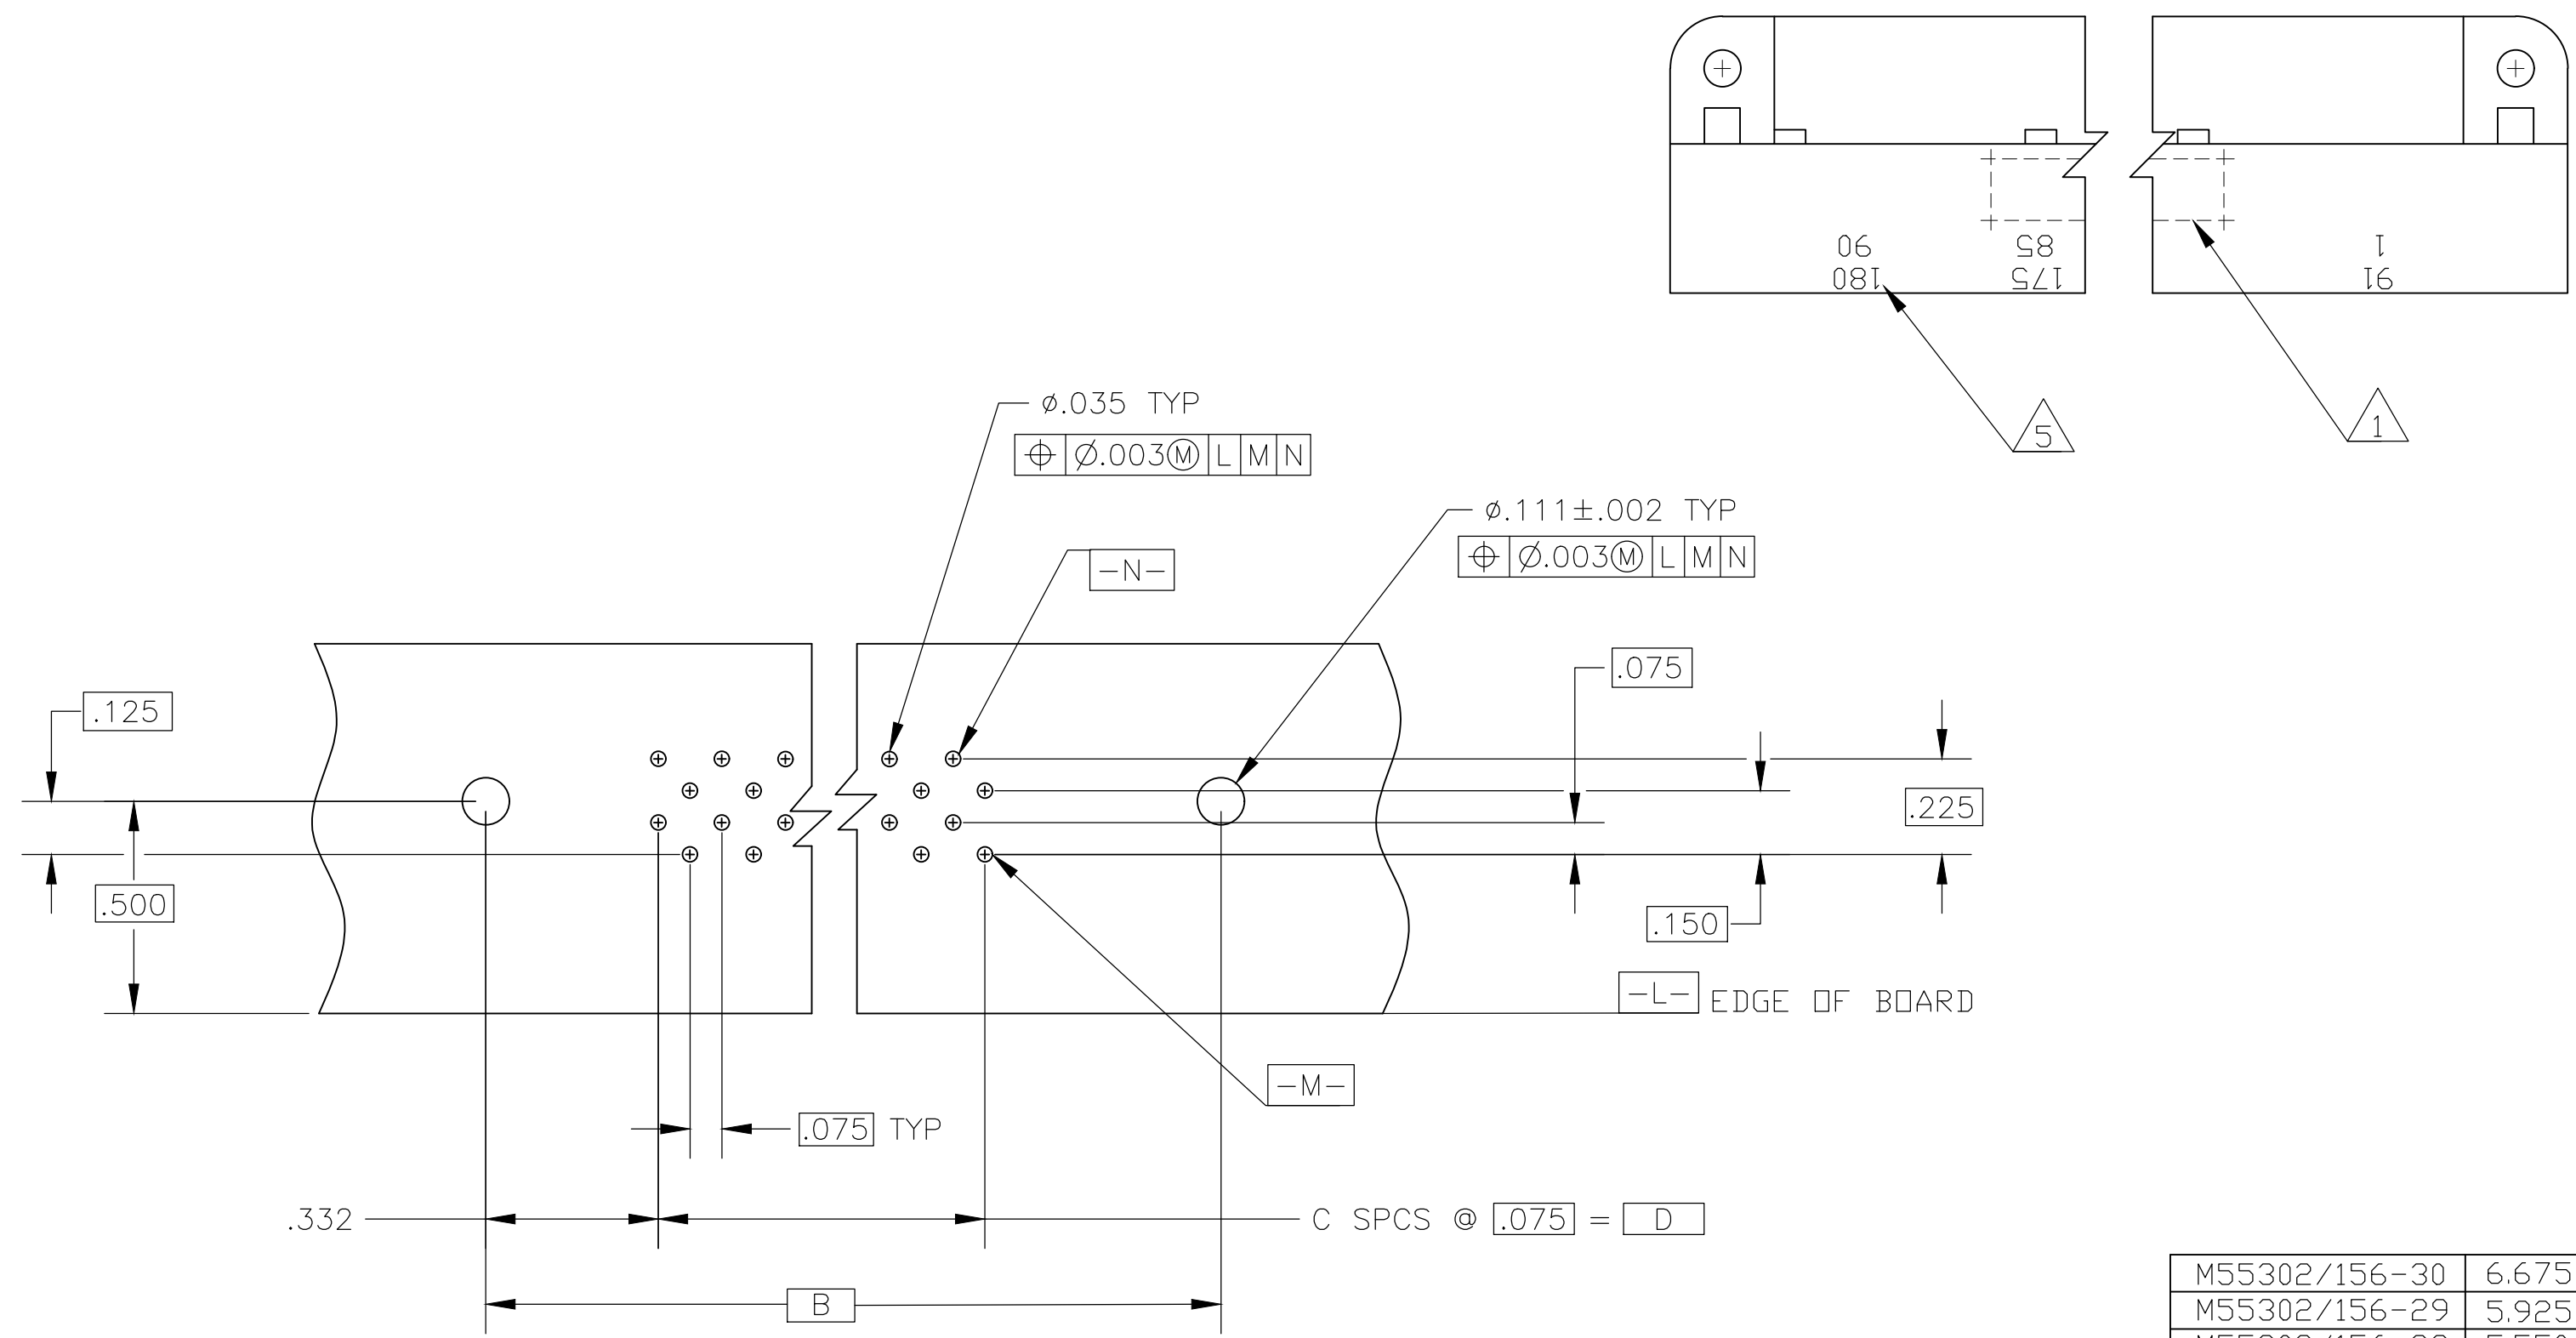 90 85 1
180 175 91
5 1
ø.035 TYP
⌖ Ø.003Ⓜ L M N
ø.111±.002 TYP
⌖ Ø.003Ⓜ L M N
-N-
.075
.125
.225
.500
.150
-L- EDGE OF BOARD
-M-
.075 TYP
.332
C SPCS @ .075 = D
B
M55302/156-30 6.675
M55302/156-29 5.925